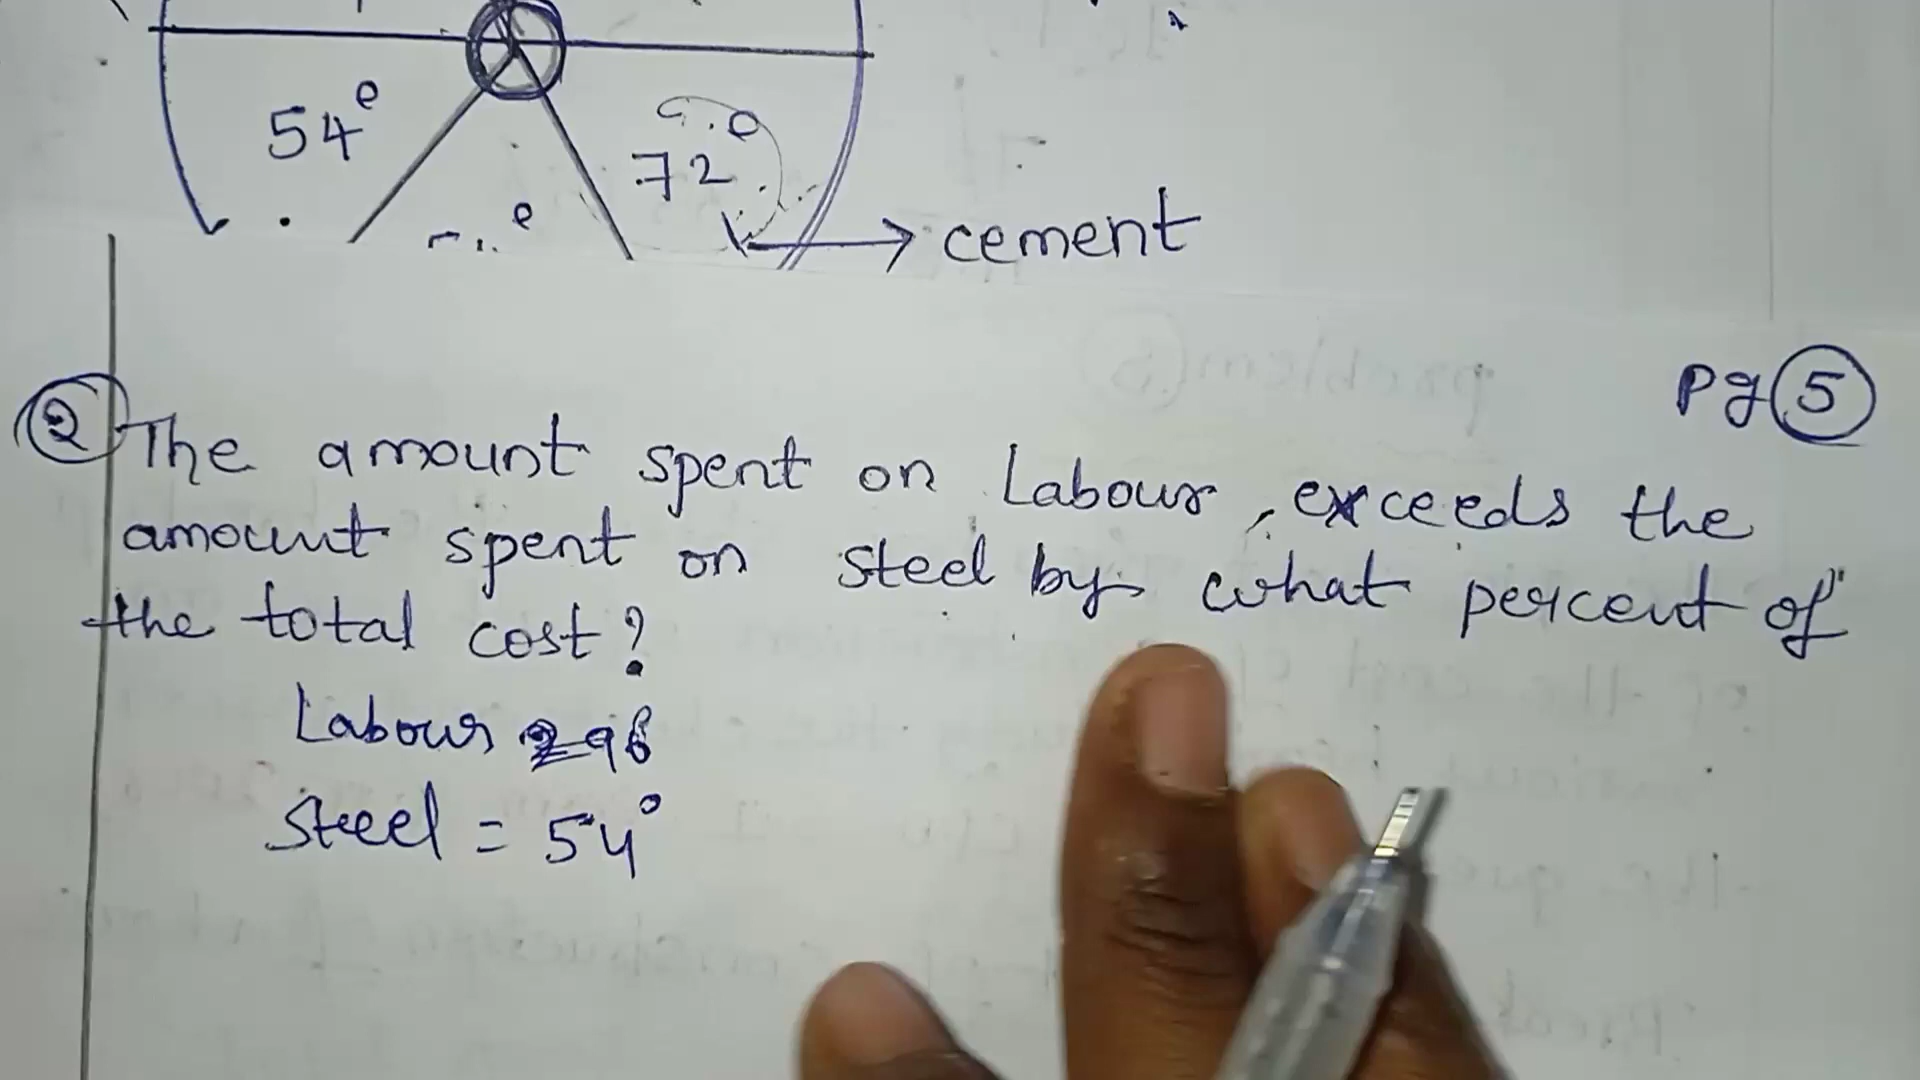 54°
72°
cement
Pg 5
2 The amount spent on Labour, exceeds the
amount spent on steel by what percent of
the total cost?
Labour
Steel = 54°